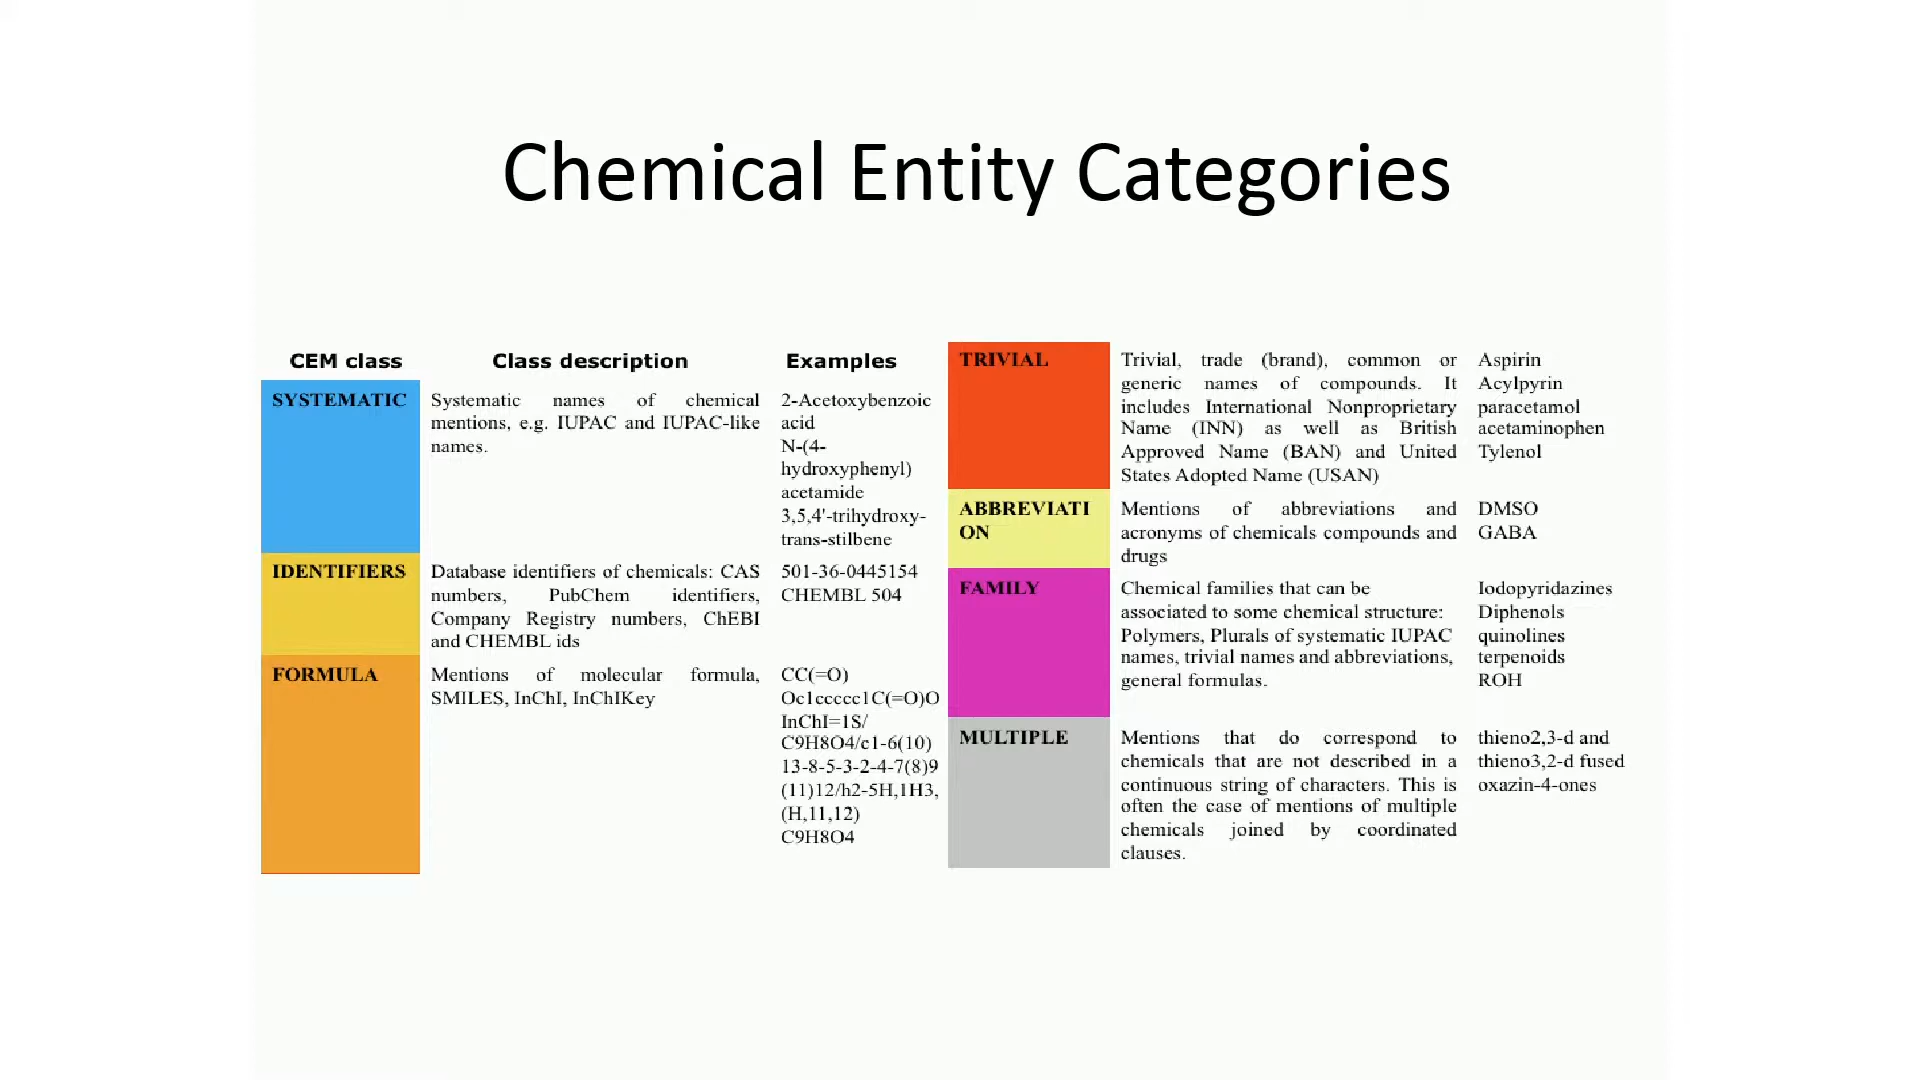 Chemical Entity Categories
CEM class Class description Examples
SYSTEMATIC
Systematic names of chemical
mentions, e.g. IUPAC and IUPAC-like
names.
2-Acetoxybenzoic
acid
N-(4-
hydroxyphenyl)
acetamide
3,5,4'-trihydroxy-
trans-stilbene
IDENTIFIERS
Database identifiers of chemicals: CAS
numbers, PubChem identifiers,
Company Registry numbers, ChEBI
and CHEMBL ids
501-36-0445154
CHEMBL 504
FORMULA
Mentions of molecular formula,
SMILES, InChI, InChIKey
CC(=O)
Oc1ccccc1C(=O)O
InChI=1S/
C9H8O4/c1-6(10)
13-8-5-3-2-4-7(8)9
(11)12/h2-5H,1H3,
(H,11,12)
C9H8O4
TRIVIAL
Trivial, trade (brand), common or
generic names of compounds. It
includes International Nonproprietary
Name (INN) as well as British
Approved Name (BAN) and United
States Adopted Name (USAN)
Aspirin
Acylpyrin
paracetamol
acetaminophen
Tylenol
ABBREVIATI
ON
Mentions of abbreviations and
acronyms of chemicals compounds and
drugs
DMSO
GABA
FAMILY
Chemical families that can be
associated to some chemical structure:
Polymers, Plurals of systematic IUPAC
names, trivial names and abbreviations,
general formulas.
Iodopyridazines
Diphenols
quinolines
terpenoids
ROH
MULTIPLE
Mentions that do correspond to
chemicals that are not described in a
continuous string of characters. This is
often the case of mentions of multiple
chemicals joined by coordinated
clauses.
thieno2,3-d and
thieno3,2-d fused
oxazin-4-ones